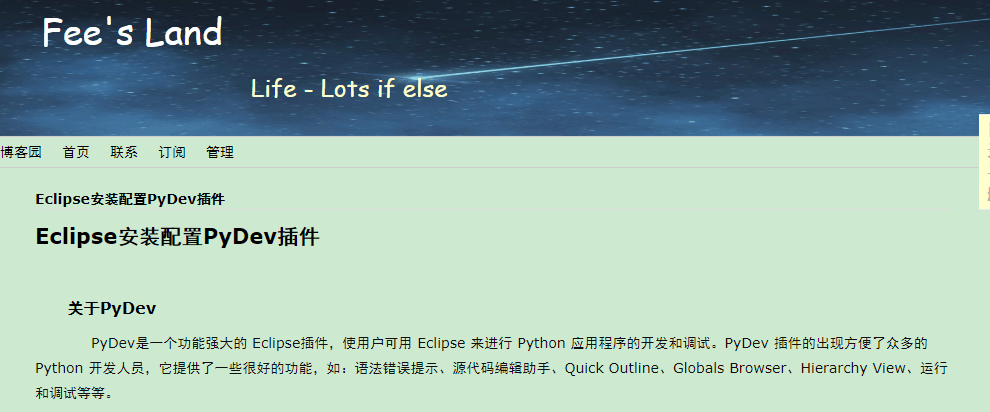 Fee's Land
Life - Lots if else
博客园 首页 联系 订阅 管理
Eclipse安装配置PyDev插件
Eclipse安装配置PyDev插件
关于PyDev
PyDev是一个功能强大的 Eclipse插件，使用户可用 Eclipse 来进行 Python 应用程序的开发和调试。PyDev 插件的出现方便了众多的
Python 开发人员，它提供了一些很好的功能，如：语法错误提示、源代码编辑助手、Quick Outline、Globals Browser、Hierarchy View、运行
和调试等等。